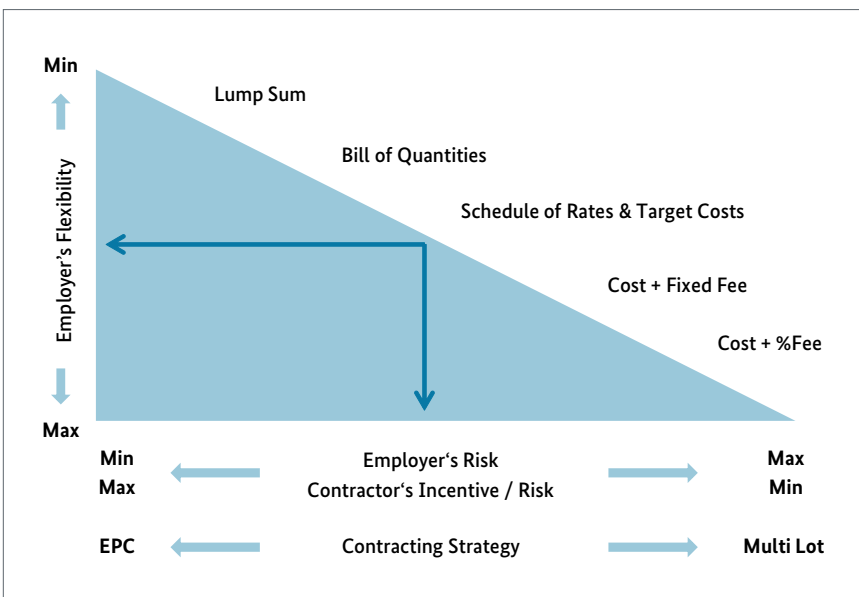 Min
Lump Sum
Bill of Quantities
Employer's Flexibility
Schedule of Rates & Target Costs
Cost + Fixed Fee
Cost + %Fee
Max
Min Employer‘s Risk Max
Max Contractor‘s Incentive / Risk Min
EPC Contracting Strategy Multi Lot